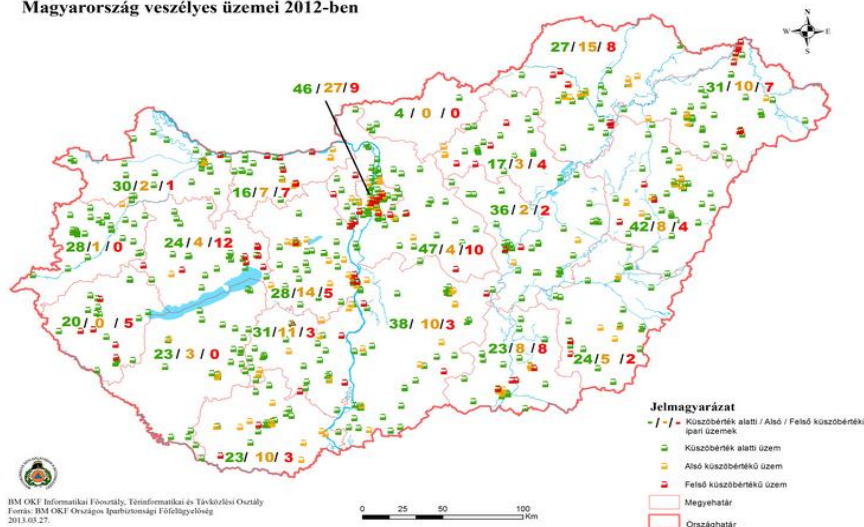 Magyarország veszélyes üzemei 2012-ben
N
W E
S
27/ 15/ 8
46 / 27/ 9
31/ 10/ 7
4 / 0 / 0
17/ 3 / 4
30/ 2 / 1
16/ 7 / 7
36 / 2 / 2
42/ 8 / 4
28/ 1 / 0
24 / 4 / 12
47/ 4 / 10
28 / 14 / 5
20 / 0 / 5
31/ 11/ 3
38/ 10/ 3
23 / 3 / 0
23/ 8 / 8
24/ 5 / 2
23/ 10/ 3
Jelmagyarázat
- / - / - Küszöbérték alatti / Alsó / Felső küszöbértékű
ipari üzemek
Küszöbérték alatti üzem
Alsó küszöbértékű üzem
Felső küszöbértékű üzem
Megyehatár
Országhatár
BM OKF Informatikai Főosztály, Térinformatikai és Távközlési Osztály
Forrás: BM OKF Országos Iparbiztonsági Főfelügyelőség
2013.03.27.
0 25 50 100
Km